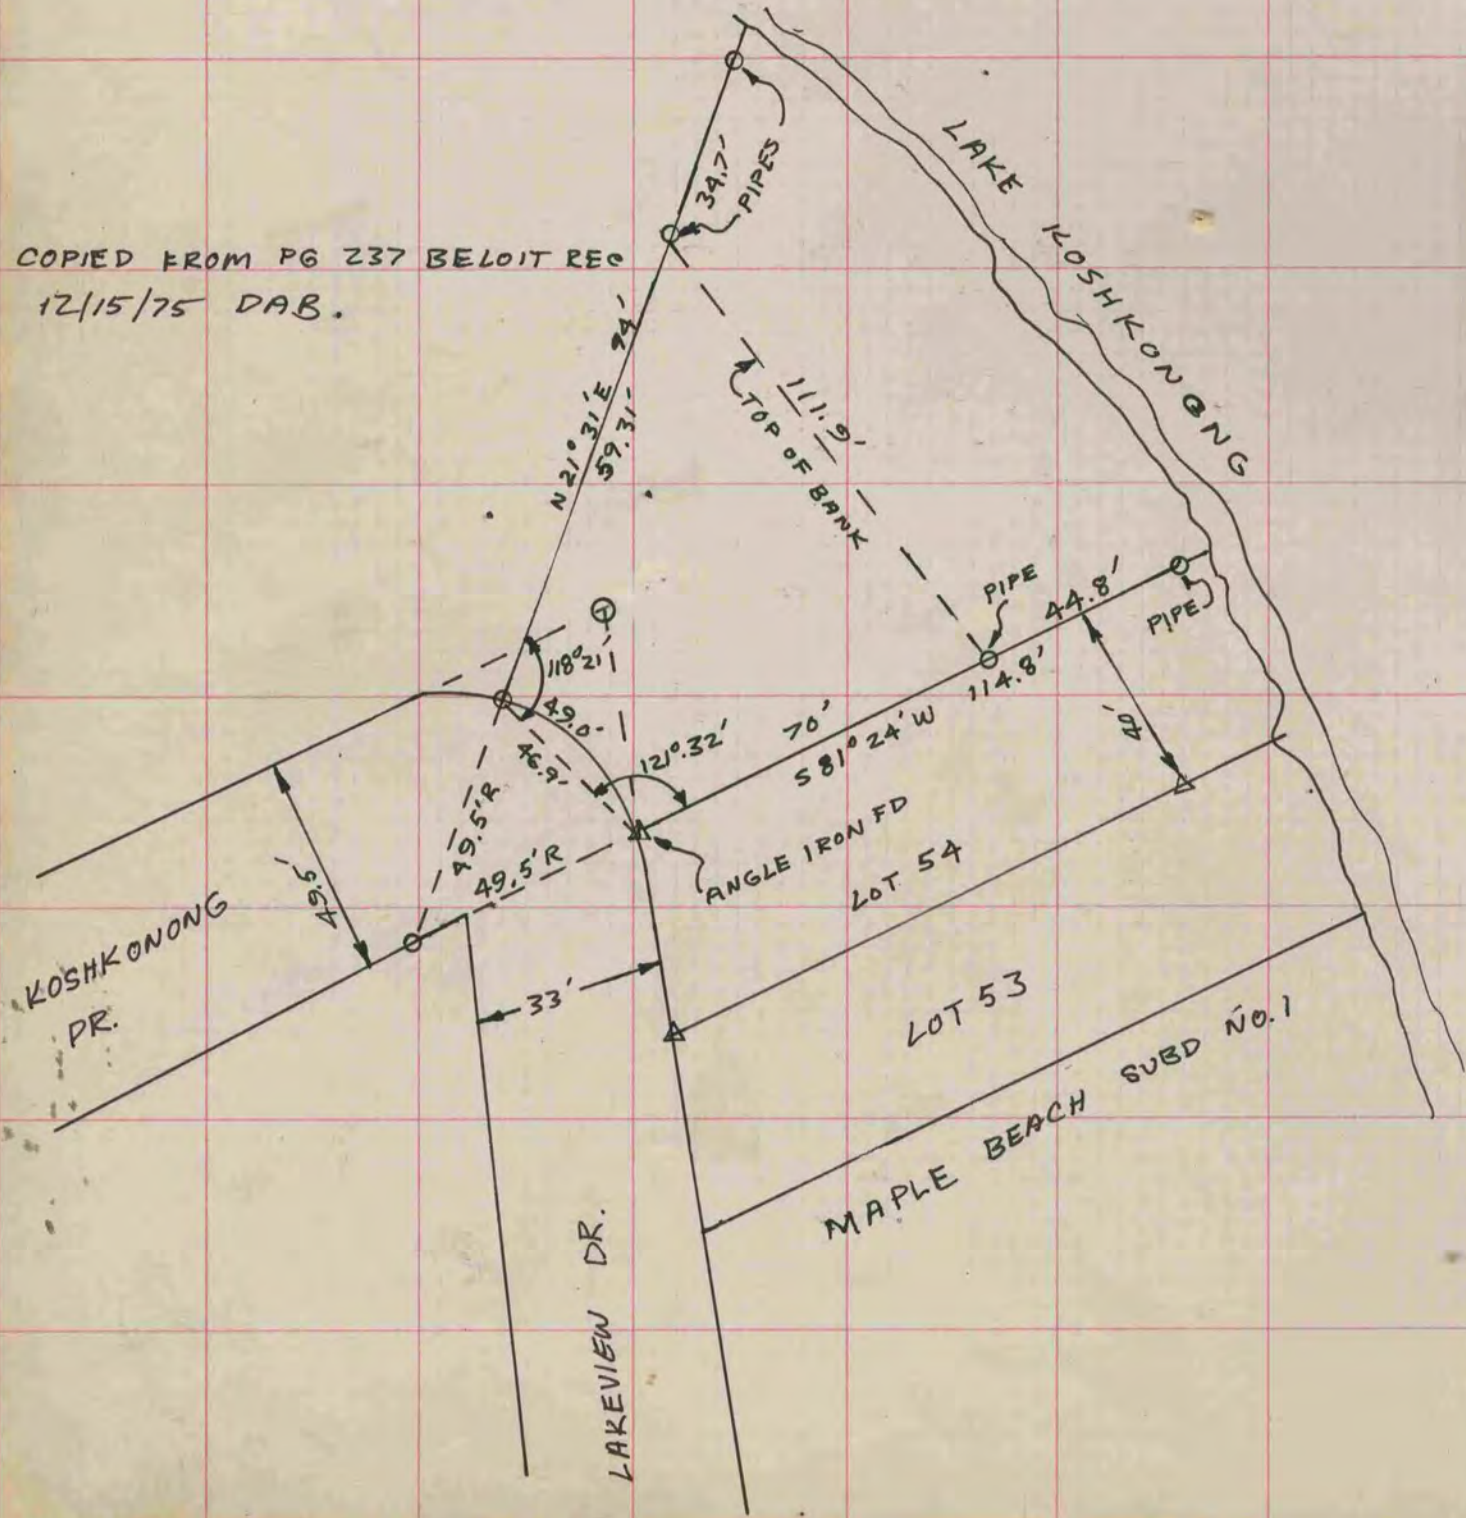 COPIED FROM PG 237 BELOIT REC
12/15/75 DAB.
34.7'
PIPES
LAKE KOSHKONONG
N 21° 31' E 94'
59.31'
111.9'
TOP OF BANK
PIPE
44.8'
PIPE
114.8'
118°21'
49.0'
46.9'
121°.32'
70'
S 81° 24' W
40'
49.5'R
49.5'R
ANGLE IRON FD
LOT 54
49.5'
KOSHKONONG
DR.
33'
LOT 53
MAPLE BEACH SUBD NO.1
LAKEVIEW DR.